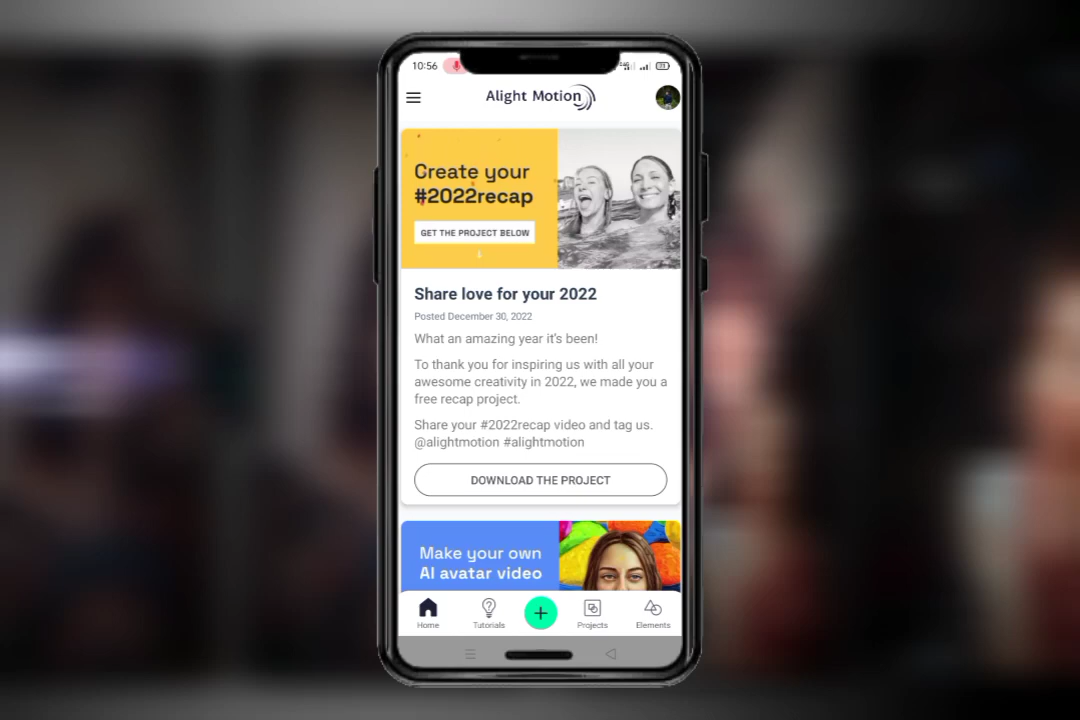 10:56
Alight Motion
Create your
#2022recap
GET THE PROJECT BELOW
Share love for your 2022
Posted December 30, 2022
What an amazing year it's been!
To thank you for inspiring us with all your
awesome creativity in 2022, we made you a
free recap project.
Share your #2022recap video and tag us.
@alightmotion #alightmotion
DOWNLOAD THE PROJECT
Make your own
AI avatar video
Home
Tutorials
Projects
Elements